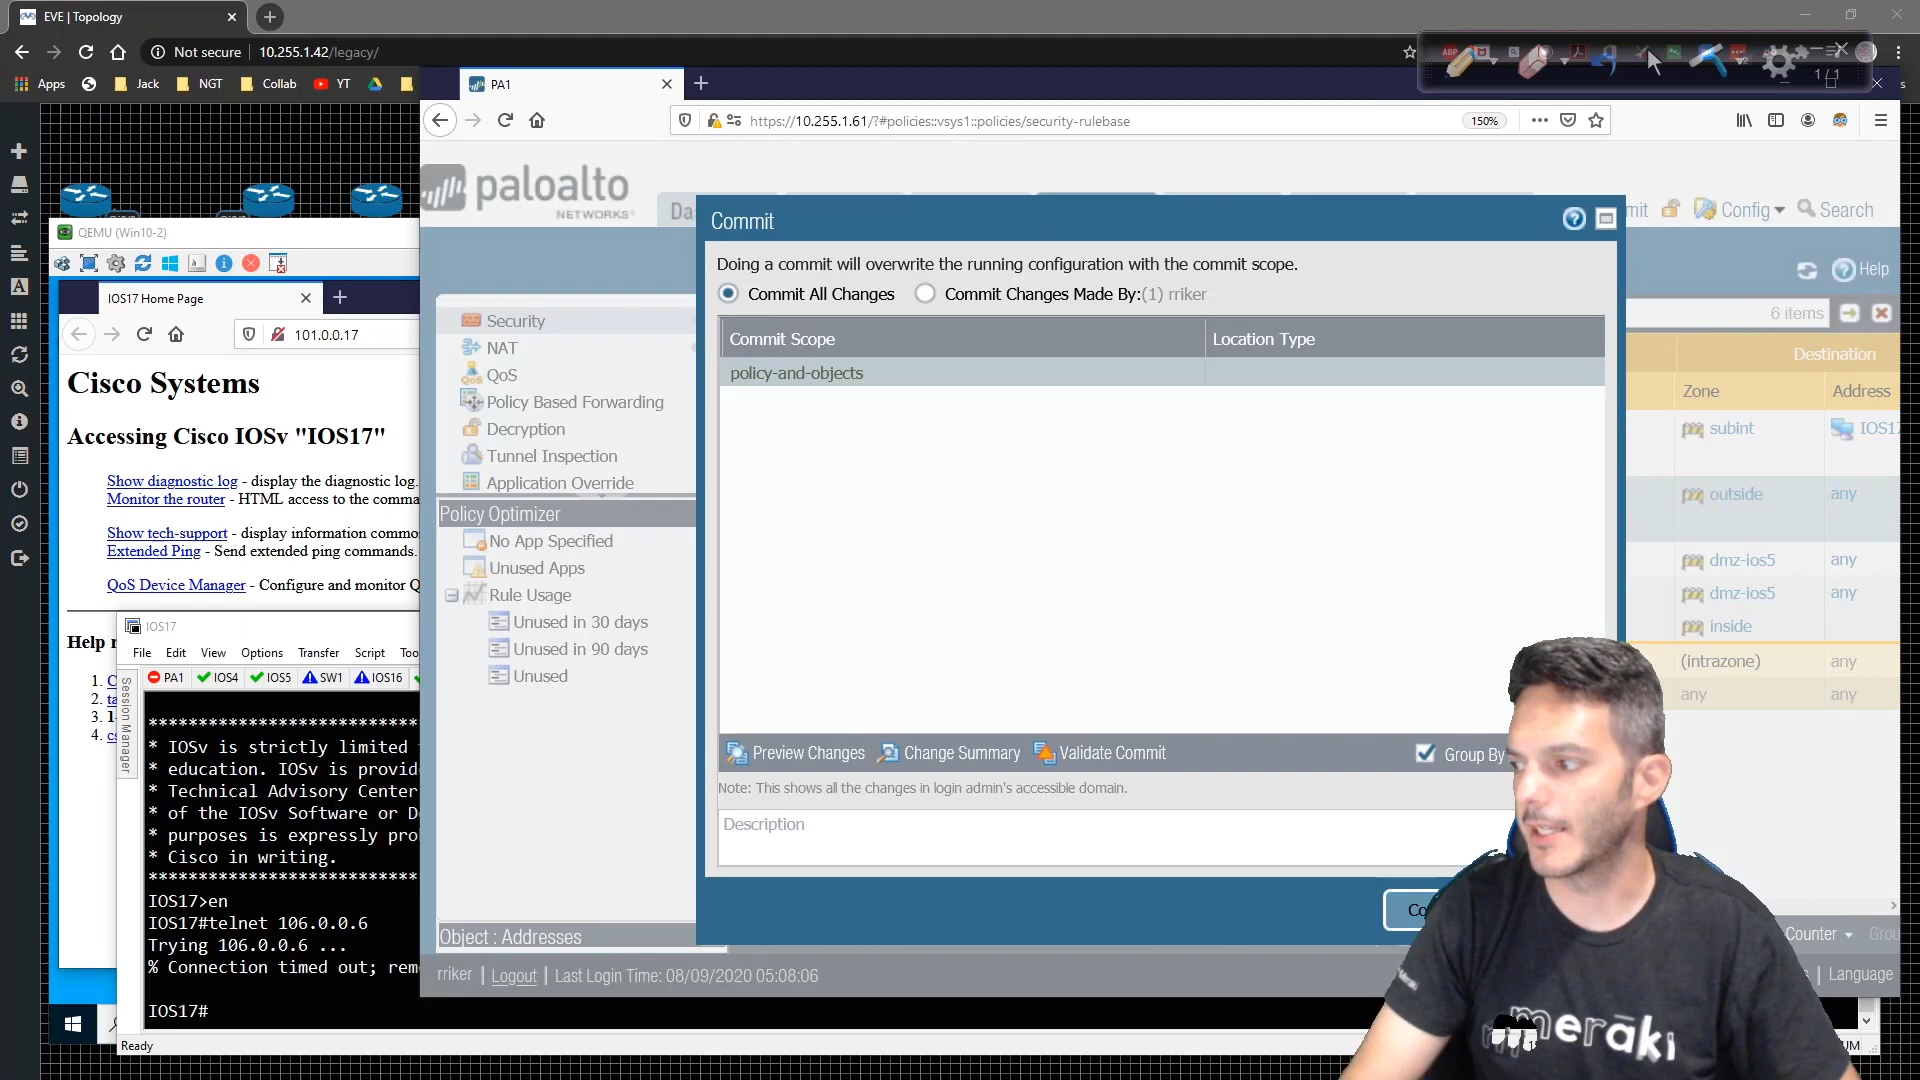 EVE | Topology
Not secure | 10.255.1.42/legacy/
Apps Jack NGT Collab YT
PA1
https://10.255.1.61/?#policies::vsys1::policies/security-rulebase 150%
1/1
paloalto
NETWORKS
Config Search
Help
6 items
QEMU (Win10-2)
IOS17 Home Page
101.0.0.17
Cisco Systems
Accessing Cisco IOSv "IOS17"
Show diagnostic log - display the diagnostic log.
Monitor the router - HTML access to the comma
Show tech-support - display information commo
Extended Ping - Send extended ping commands.
QoS Device Manager - Configure and monitor Q
Help
1.
2.
3.
4.
IOS17
File Edit View Options Transfer Script
PA1 IOS4 IOS5 SW1 IOS16
Session Manager
* IOSv is strictly limited
* education. IOSv is provid
* Technical Advisory Center
* of the IOSv Software or D
* purposes is expressly pro
* Cisco in writing.
IOS17>en
IOS17#telnet 106.0.0.6
Trying 106.0.0.6 ...
% Connection timed out; rem
IOS17#
Ready
Security
NAT
QoS
Policy Based Forwarding
Decryption
Tunnel Inspection
Application Override
Policy Optimizer
No App Specified
Unused Apps
Rule Usage
Unused in 30 days
Unused in 90 days
Unused
Object : Addresses
rriker | Logout | Last Login Time: 08/09/2020 05:08:06
Commit
Doing a commit will overwrite the running configuration with the commit scope.
Commit All Changes Commit Changes Made By:(1) rriker
Commit Scope Location Type
policy-and-objects
Preview Changes Change Summary Validate Commit Group By
Note: This shows all the changes in login admin's accessible domain.
Description
Destination
Zone Address
subint IOS17
outside any
dmz-ios5 any
dmz-ios5 any
inside
(intrazone) any
any any
Counter
Language
meraki